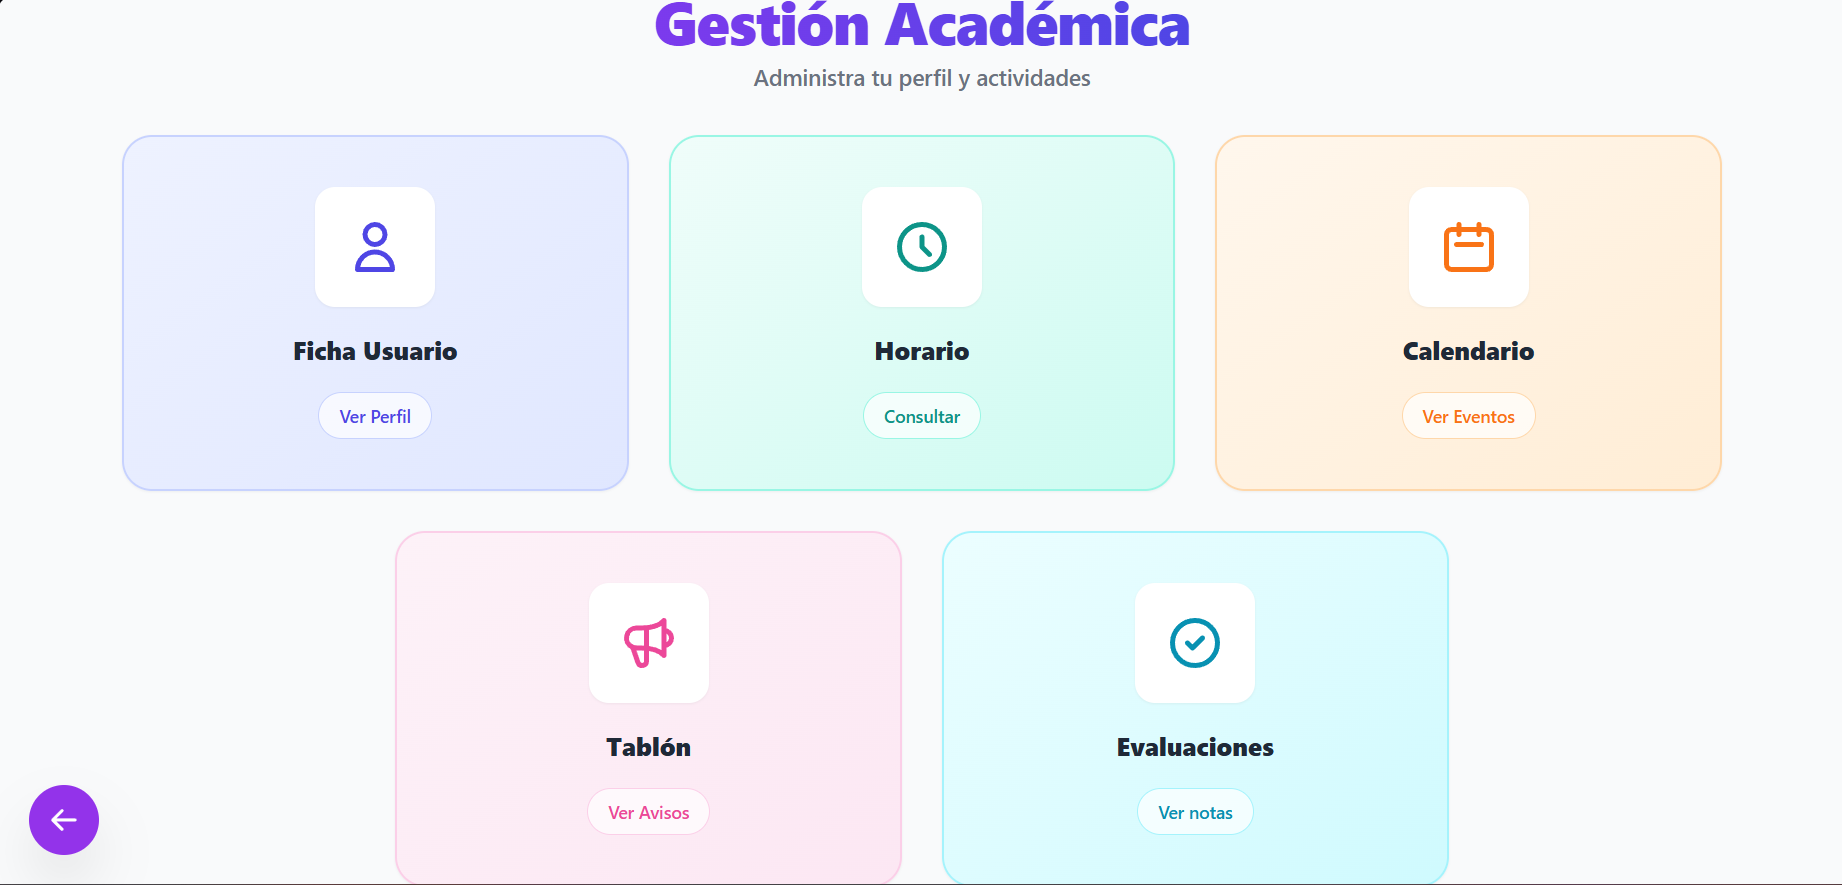 Gestión Académica
Administra tu perfil y actividades
Ficha Usuario
Ver Perfil
Horario
Consultar
Calendario
Ver Eventos
Tablón
Ver Avisos
Evaluaciones
Ver notas